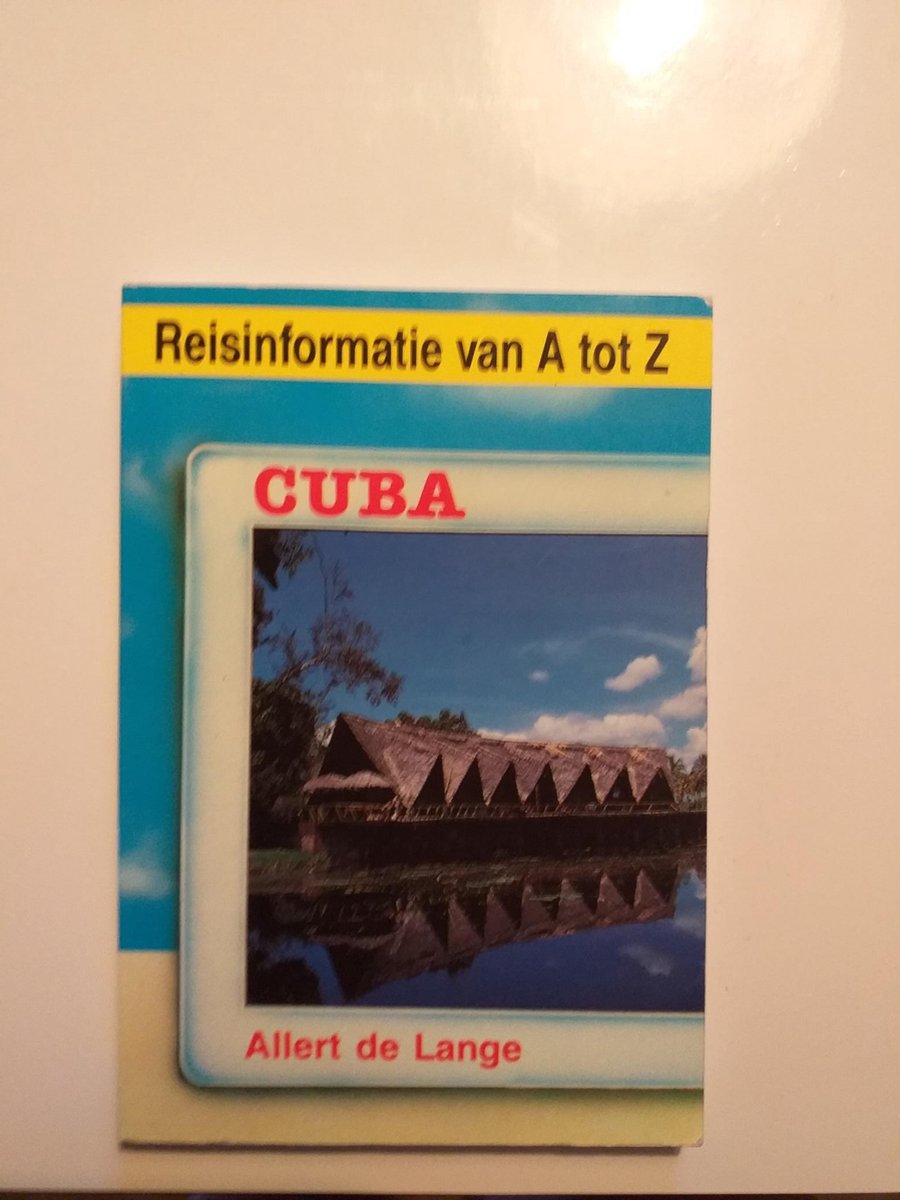 Reisinformatie van A tot Z
CUBA
Allert de Lange